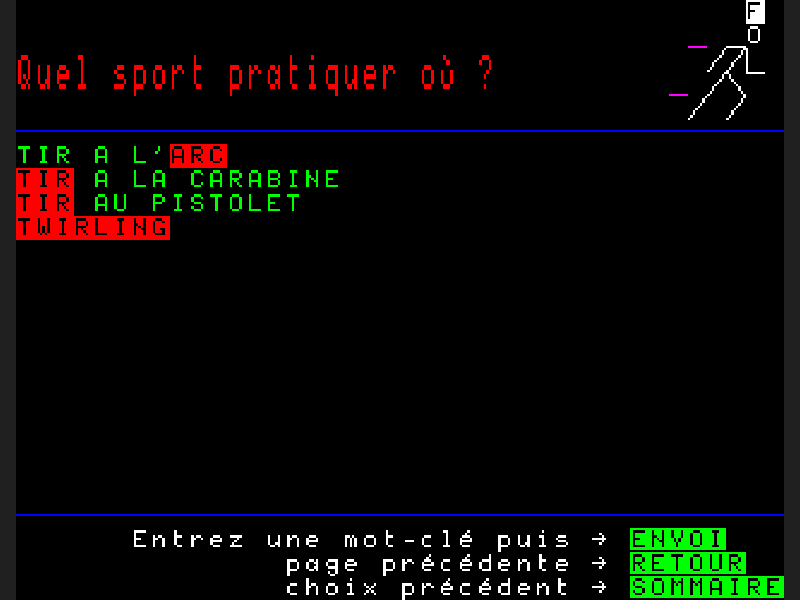 F
Quel sport pratiquer où ?
TIR A L'ARC
TIR A LA CARABINE
TIR AU PISTOLET
TWIRLING
Entrez une mot-clé puis → ENVOI
page précédente → RETOUR
choix précédent → SOMMAIRE